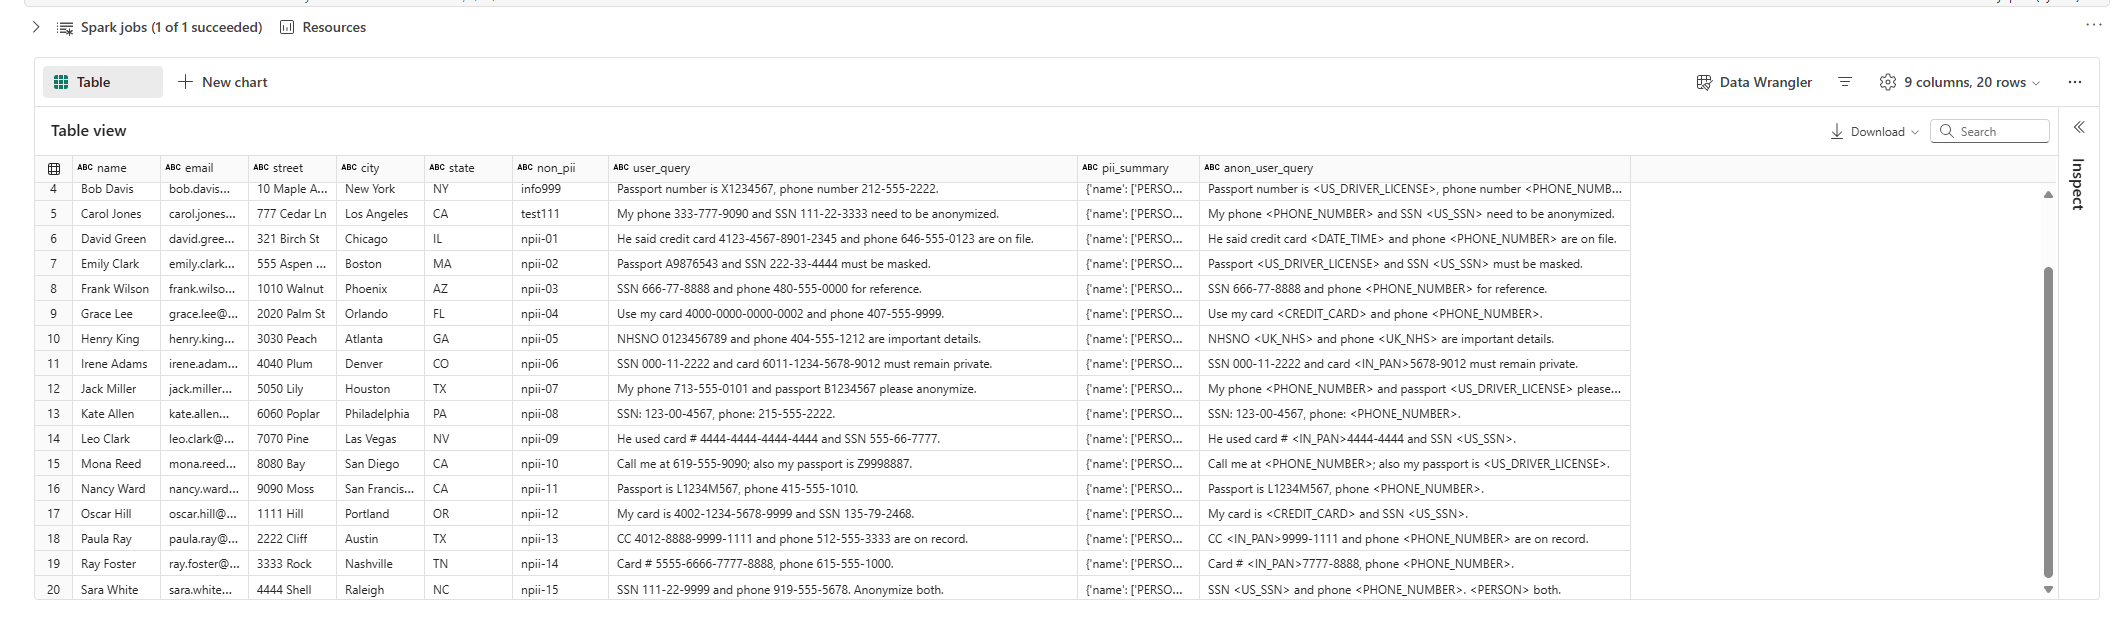 Spark jobs (1 of 1 succeeded) Resources
Table New chart Data Wrangler 9 columns, 20 rows
Table view Download Search
Inspect
ABC name ABC email ABC street ABC city ABC state ABC non_pii ABC user_query ABC pii_summary ABC anon_user_query
4 Bob Davis bob.davis... 10 Maple A... New York NY info999 Passport number is X1234567, phone number 212-555-2222. {'name': ['PERSO... Passport number is <US_DRIVER_LICENSE>, phone number <PHONE_NUMB...
5 Carol Jones carol.jones... 777 Cedar Ln Los Angeles CA test111 My phone 333-777-9090 and SSN 111-22-3333 need to be anonymized. {'name': ['PERSO... My phone <PHONE_NUMBER> and SSN <US_SSN> need to be anonymized.
6 David Green david.gree... 321 Birch St Chicago IL npii-01 He said credit card 4123-4567-8901-2345 and phone 646-555-0123 are on file. {'name': ['PERSO... He said credit card <DATE_TIME> and phone <PHONE_NUMBER> are on file.
7 Emily Clark emily.clark... 555 Aspen ... Boston MA npii-02 Passport A9876543 and SSN 222-33-4444 must be masked. {'name': ['PERSO... Passport <US_DRIVER_LICENSE> and SSN <US_SSN> must be masked.
8 Frank Wilson frank.wilso... 1010 Walnut Phoenix AZ npii-03 SSN 666-77-8888 and phone 480-555-0000 for reference. {'name': ['PERSO... SSN 666-77-8888 and phone <PHONE_NUMBER> for reference.
9 Grace Lee grace.lee@... 2020 Palm St Orlando FL npii-04 Use my card 4000-0000-0000-0002 and phone 407-555-9999. {'name': ['PERSO... Use my card <CREDIT_CARD> and phone <PHONE_NUMBER>.
10 Henry King henry.king... 3030 Peach Atlanta GA npii-05 NHSNO 0123456789 and phone 404-555-1212 are important details. {'name': ['PERSO... NHSNO <UK_NHS> and phone <UK_NHS> are important details.
11 Irene Adams irene.adam... 4040 Plum Denver CO npii-06 SSN 000-11-2222 and card 6011-1234-5678-9012 must remain private. {'name': ['PERSO... SSN 000-11-2222 and card <IN_PAN>5678-9012 must remain private.
12 Jack Miller jack.miller... 5050 Lily Houston TX npii-07 My phone 713-555-0101 and passport B1234567 please anonymize. {'name': ['PERSO... My phone <PHONE_NUMBER> and passport <US_DRIVER_LICENSE> please...
13 Kate Allen kate.allen... 6060 Poplar Philadelphia PA npii-08 SSN: 123-00-4567, phone: 215-555-2222. {'name': ['PERSO... SSN: 123-00-4567, phone: <PHONE_NUMBER>.
14 Leo Clark leo.clark@... 7070 Pine Las Vegas NV npii-09 He used card # 4444-4444-4444-4444 and SSN 555-66-7777. {'name': ['PERSO... He used card # <IN_PAN>4444-4444 and SSN <US_SSN>.
15 Mona Reed mona.reed... 8080 Bay San Diego CA npii-10 Call me at 619-555-9090; also my passport is Z9998887. {'name': ['PERSO... Call me at <PHONE_NUMBER>; also my passport is <US_DRIVER_LICENSE>.
16 Nancy Ward nancy.ward... 9090 Moss San Francis... CA npii-11 Passport is L1234M567, phone 415-555-1010. {'name': ['PERSO... Passport is L1234M567, phone <PHONE_NUMBER>.
17 Oscar Hill oscar.hill@... 1111 Hill Portland OR npii-12 My card is 4002-1234-5678-9999 and SSN 135-79-2468. {'name': ['PERSO... My card is <CREDIT_CARD> and SSN <US_SSN>.
18 Paula Ray paula.ray@... 2222 Cliff Austin TX npii-13 CC 4012-8888-9999-1111 and phone 512-555-3333 are on record. {'name': ['PERSO... CC <IN_PAN>9999-1111 and phone <PHONE_NUMBER> are on record.
19 Ray Foster ray.foster@... 3333 Rock Nashville TN npii-14 Card # 5555-6666-7777-8888, phone 615-555-1000. {'name': ['PERSO... Card # <IN_PAN>7777-8888, phone <PHONE_NUMBER>.
20 Sara White sara.white... 4444 Shell Raleigh NC npii-15 SSN 111-22-9999 and phone 919-555-5678. Anonymize both. {'name': ['PERSO... SSN <US_SSN> and phone <PHONE_NUMBER>. <PERSON> both.